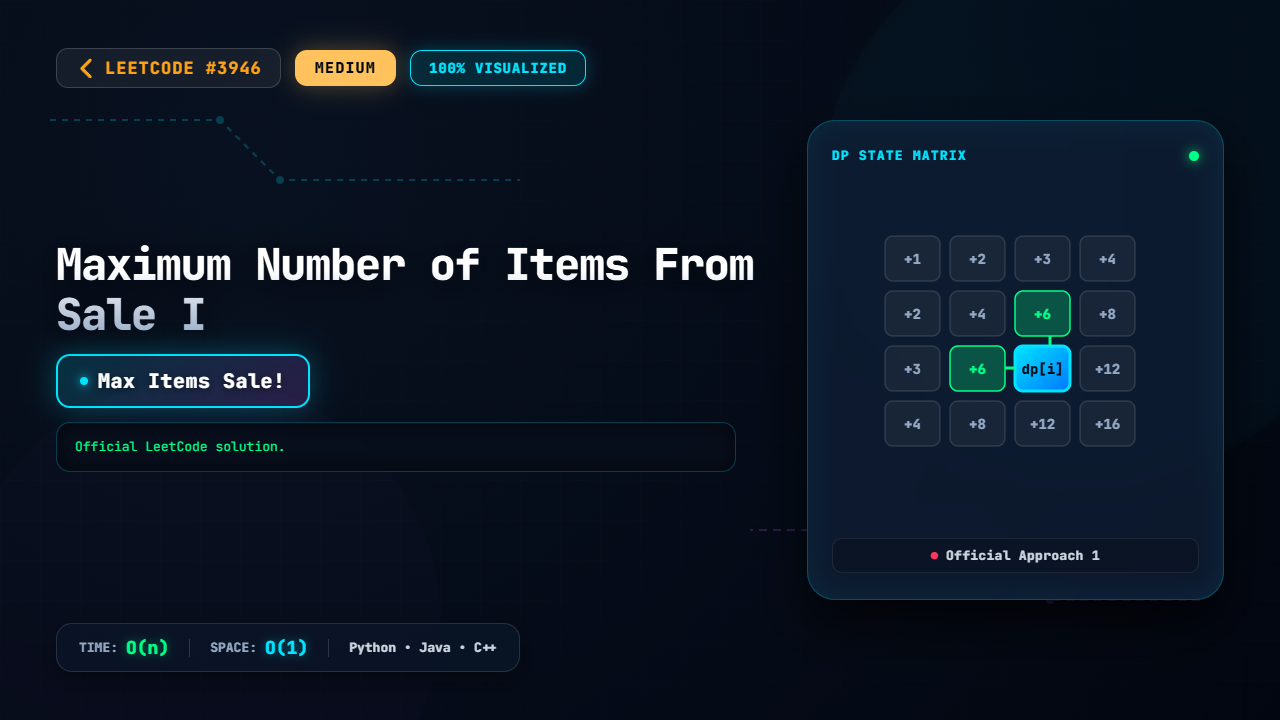 LEETCODE #3946
MEDIUM
100% VISUALIZED
Maximum Number of Items From
Sale I
Max Items Sale!
Official LeetCode solution.
TIME: O(n)
SPACE: O(1)
Python • Java • C++
DP STATE MATRIX
+1 +2 +3 +4
+2 +4 +6 +8
+3 +6 dp[i] +12
+4 +8 +12 +16
Official Approach 1